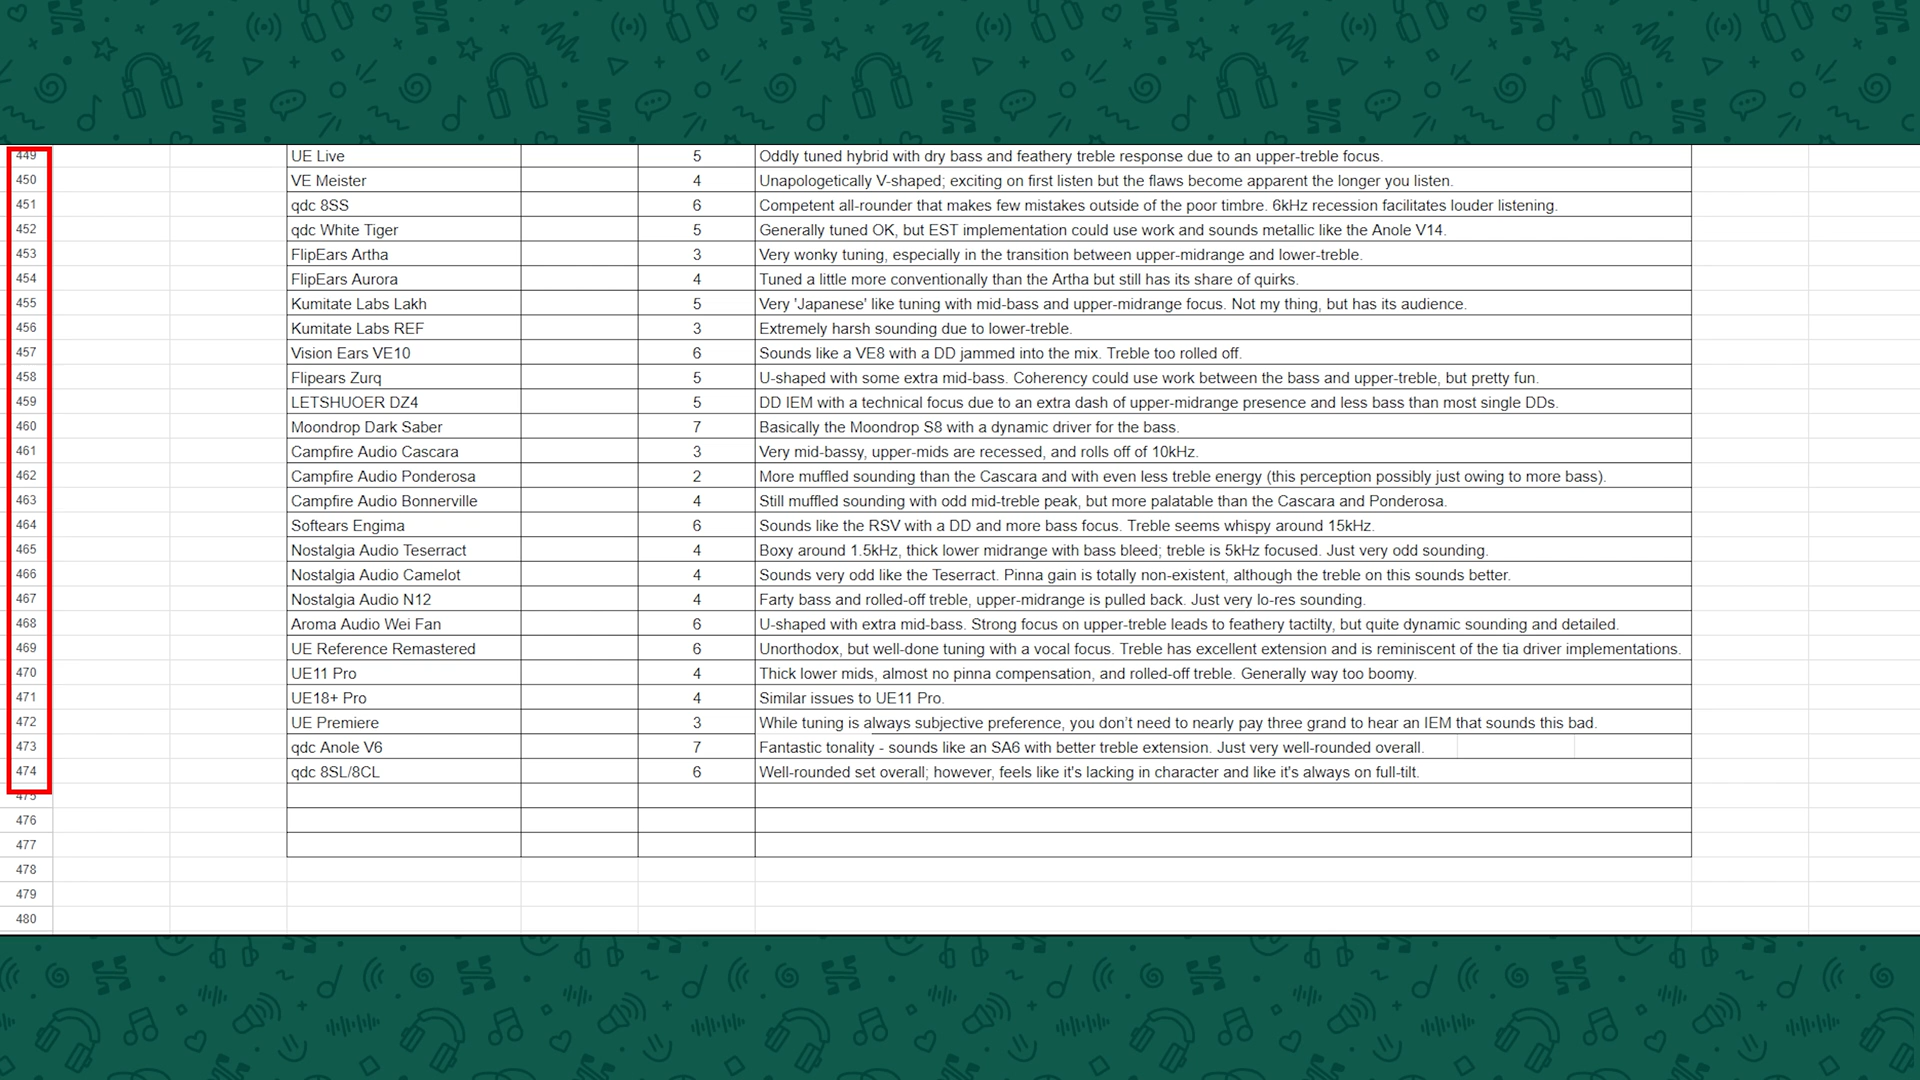 449 UE Live 5 Oddly tuned hybrid with dry bass and feathery treble response due to an upper-treble focus.
450 VE Meister 4 Unapologetically V-shaped; exciting on first listen but the flaws become apparent the longer you listen.
451 qdc 8SS 6 Competent all-rounder that makes few mistakes outside of the poor timbre. 6kHz recession facilitates louder listening.
452 qdc White Tiger 5 Generally tuned OK, but EST implementation could use work and sounds metallic like the Anole V14.
453 FlipEars Artha 3 Very wonky tuning, especially in the transition between upper-midrange and lower-treble.
454 FlipEars Aurora 4 Tuned a little more conventionally than the Artha but still has its share of quirks.
455 Kumitate Labs Lakh 5 Very 'Japanese' like tuning with mid-bass and upper-midrange focus. Not my thing, but has its audience.
456 Kumitate Labs REF 3 Extremely harsh sounding due to lower-treble.
457 Vision Ears VE10 6 Sounds like a VE8 with a DD jammed into the mix. Treble too rolled off.
458 Flipears Zurq 5 U-shaped with some extra mid-bass. Coherency could use work between the bass and upper-treble, but pretty fun.
459 LETSHUOER DZ4 5 DD IEM with a technical focus due to an extra dash of upper-midrange presence and less bass than most single DDs.
460 Moondrop Dark Saber 7 Basically the Moondrop S8 with a dynamic driver for the bass.
461 Campfire Audio Cascara 3 Very mid-bassy, upper-mids are recessed, and rolls off of 10kHz.
462 Campfire Audio Ponderosa 2 More muffled sounding than the Cascara and with even less treble energy (this perception possibly just owing to more bass).
463 Campfire Audio Bonnerville 4 Still muffled sounding with odd mid-treble peak, but more palatable than the Cascara and Ponderosa.
464 Softears Engima 6 Sounds like the RSV with a DD and more bass focus. Treble seems whispy around 15kHz.
465 Nostalgia Audio Teserract 4 Boxy around 1.5kHz, thick lower midrange with bass bleed; treble is 5kHz focused. Just very odd sounding.
466 Nostalgia Audio Camelot 4 Sounds very odd like the Teserract. Pinna gain is totally non-existent, although the treble on this sounds better.
467 Nostalgia Audio N12 4 Farty bass and rolled-off treble, upper-midrange is pulled back. Just very lo-res sounding.
468 Aroma Audio Wei Fan 6 U-shaped with extra mid-bass. Strong focus on upper-treble leads to feathery tactilty, but quite dynamic sounding and detailed.
469 UE Reference Remastered 6 Unorthodox, but well-done tuning with a vocal focus. Treble has excellent extension and is reminiscent of the tia driver implementations.
470 UE11 Pro 4 Thick lower mids, almost no pinna compensation, and rolled-off treble. Generally way too boomy.
471 UE18+ Pro 4 Similar issues to UE11 Pro.
472 UE Premiere 3 While tuning is always subjective preference, you don’t need to nearly pay three grand to hear an IEM that sounds this bad.
473 qdc Anole V6 7 Fantastic tonality - sounds like an SA6 with better treble extension. Just very well-rounded overall.
474 qdc 8SL/8CL 6 Well-rounded set overall; however, feels like it's lacking in character and like it's always on full-tilt.
475
476
477
478
479
480